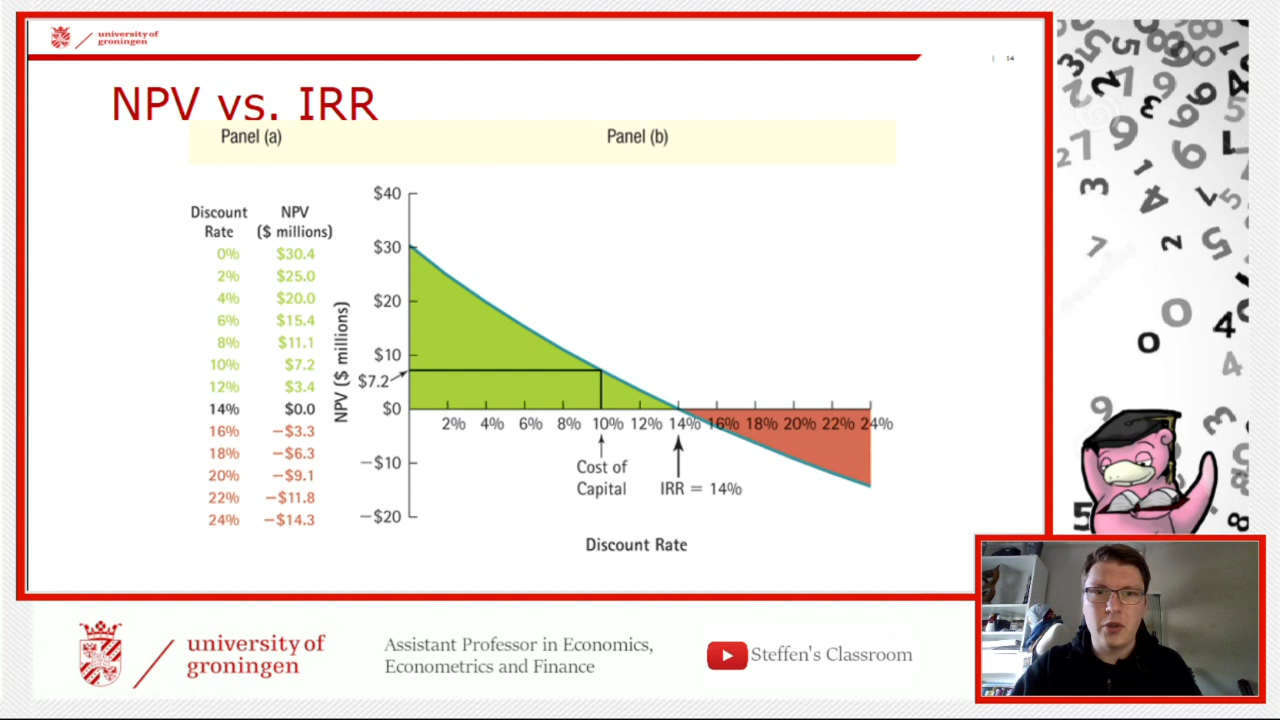 university of
groningen
| 14
NPV vs. IRR
Panel (a)
Panel (b)
Discount Rate NPV ($ millions)
0% $30.4
2% $25.0
4% $20.0
6% $15.4
8% $11.1
10% $7.2
12% $3.4
14% $0.0
16% −$3.3
18% −$6.3
20% −$9.1
22% −$11.8
24% −$14.3
NPV ($ millions)
$40
$30
$20
$10
$7.2
$0
−$10
−$20
2% 4% 6% 8% 10% 12% 14% 16% 18% 20% 22% 24%
Cost of
Capital
IRR = 14%
Discount Rate
university of
groningen
Assistant Professor in Economics,
Econometrics and Finance
Steffen's Classroom